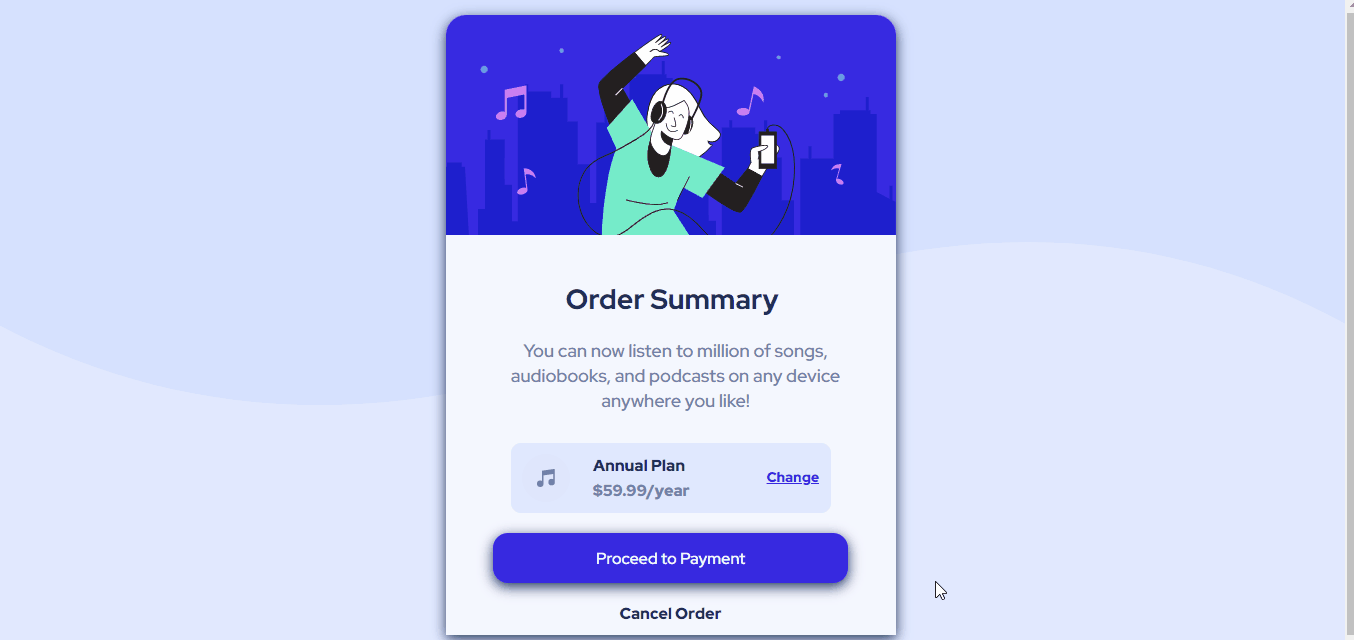 Order Summary
You can now listen to million of songs,
audiobooks, and podcasts on any device
anywhere you like!
Annual Plan
$59.99/year
Change
Proceed to Payment
Cancel Order